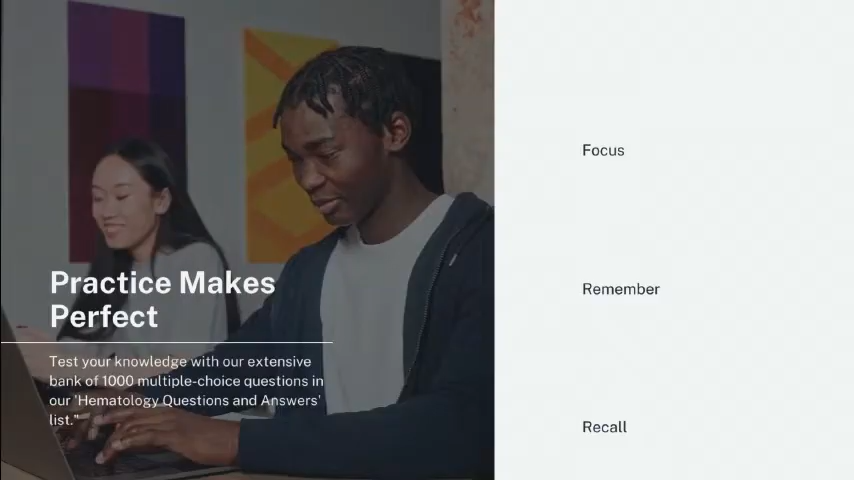 Practice Makes
Perfect
Test your knowledge with our extensive
bank of 1000 multiple-choice questions in
our 'Hematology Questions and Answers'
list."
Focus
Remember
Recall